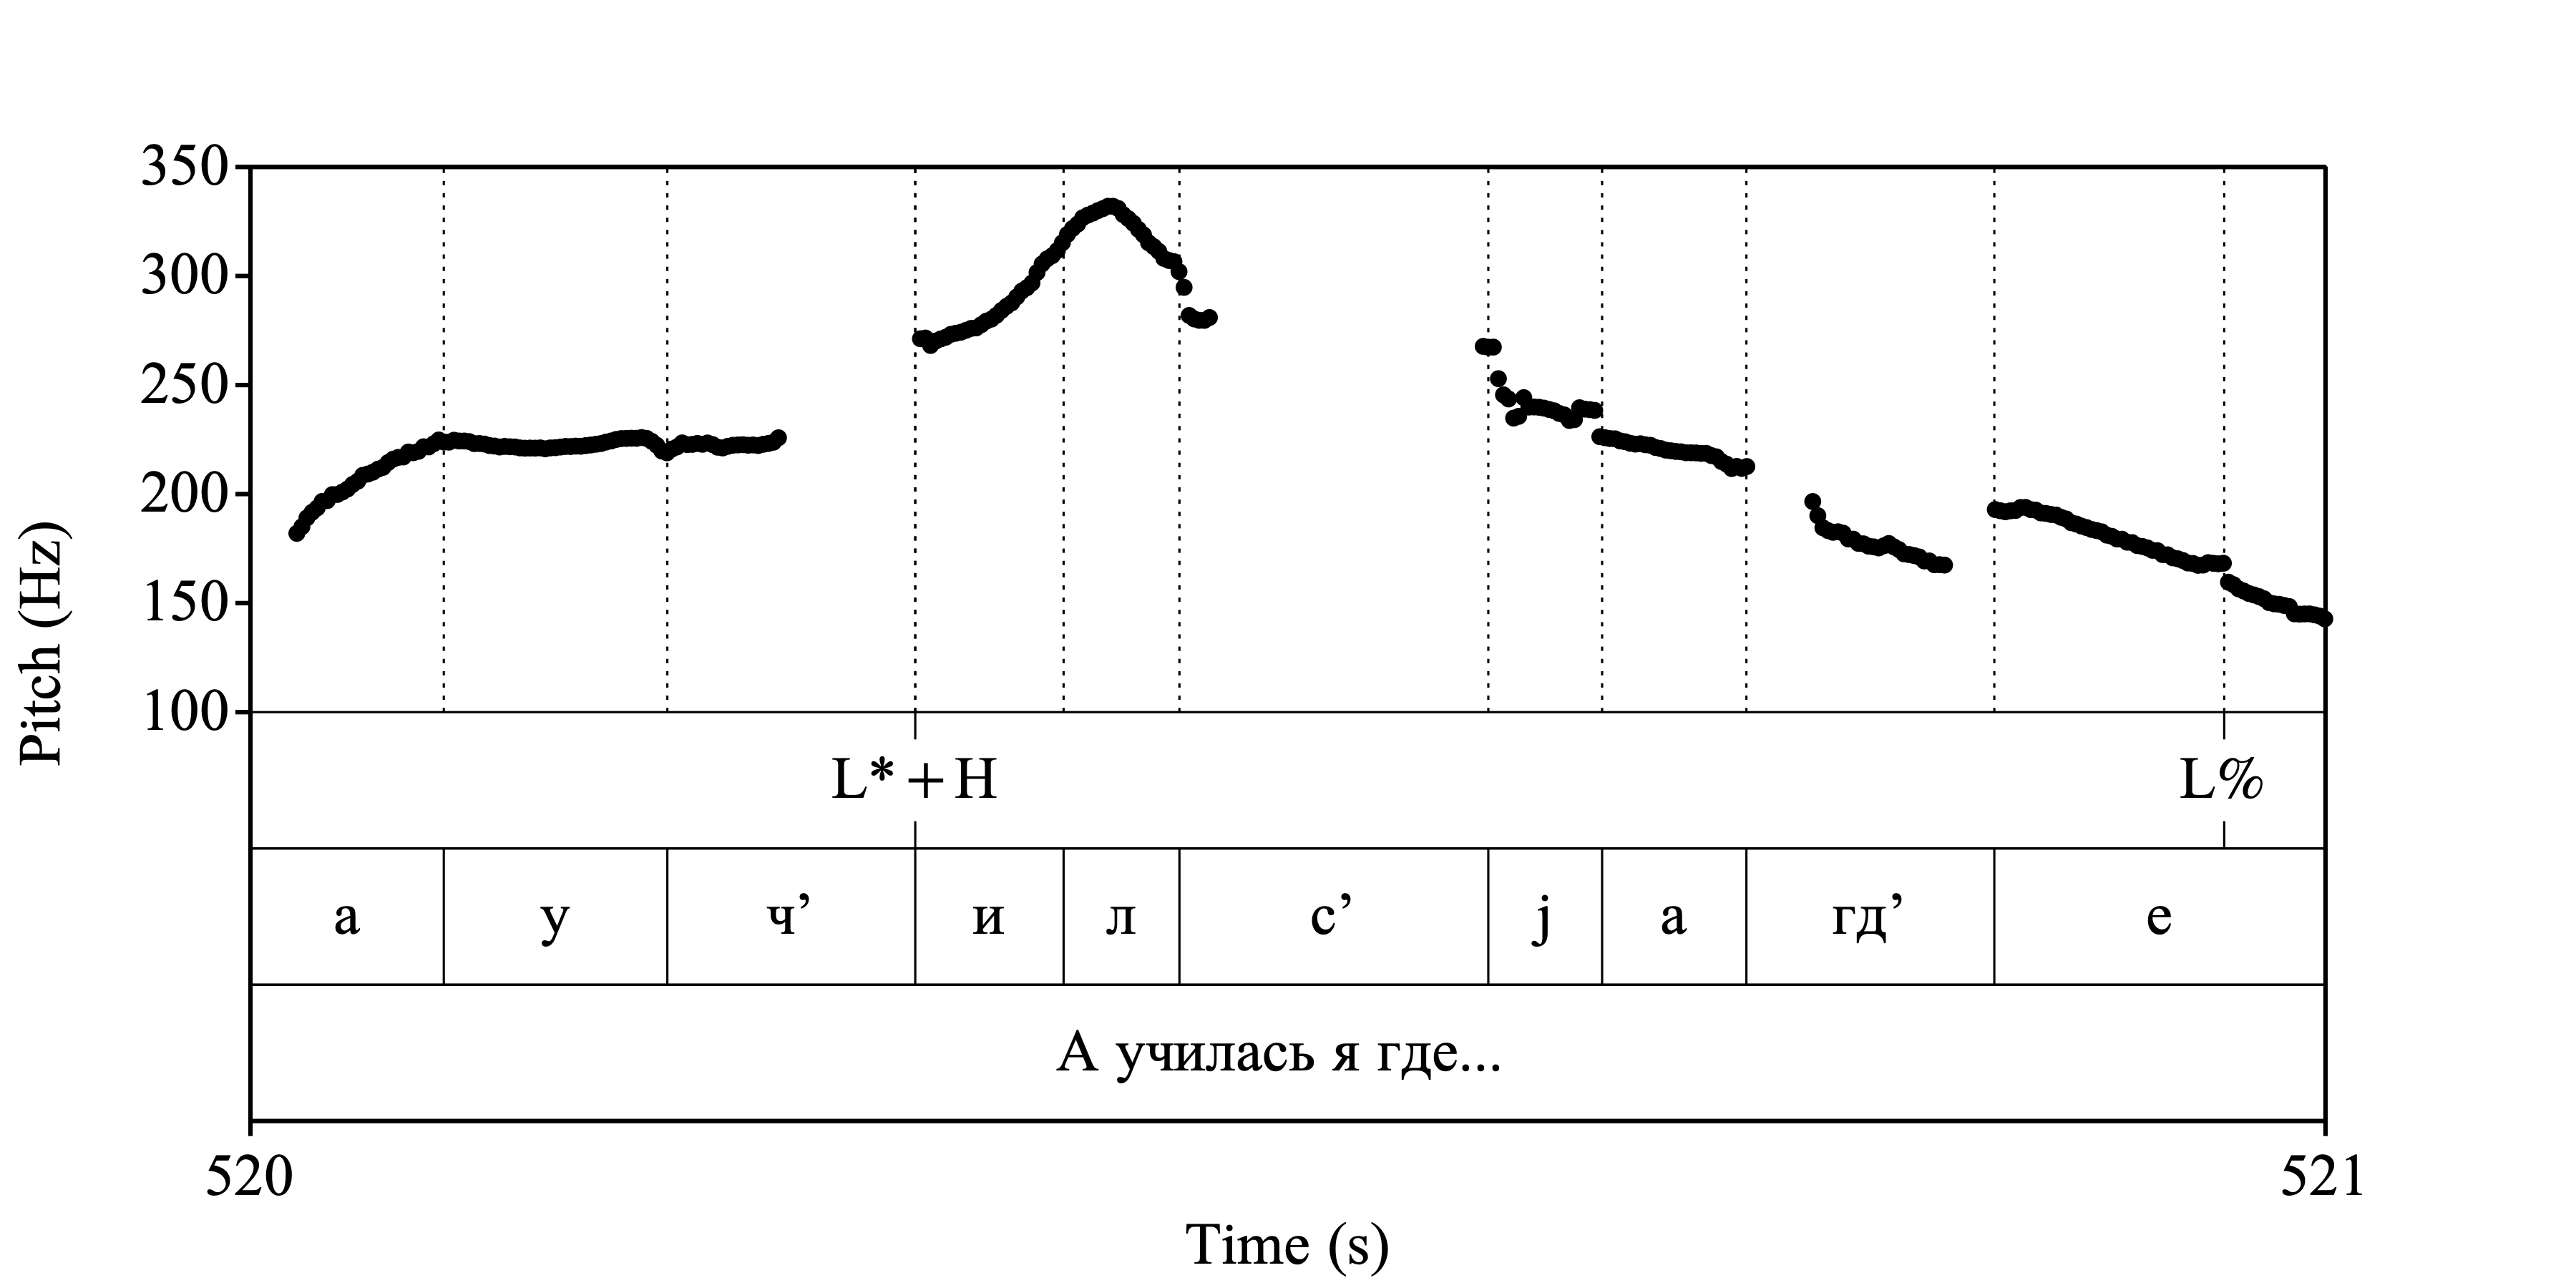 350
300
250
200
150
100
Pitch (Hz)
L*+H L%
а у ч’ и л с’ j а гд’ е
А училась я где...
520 521
Time (s)